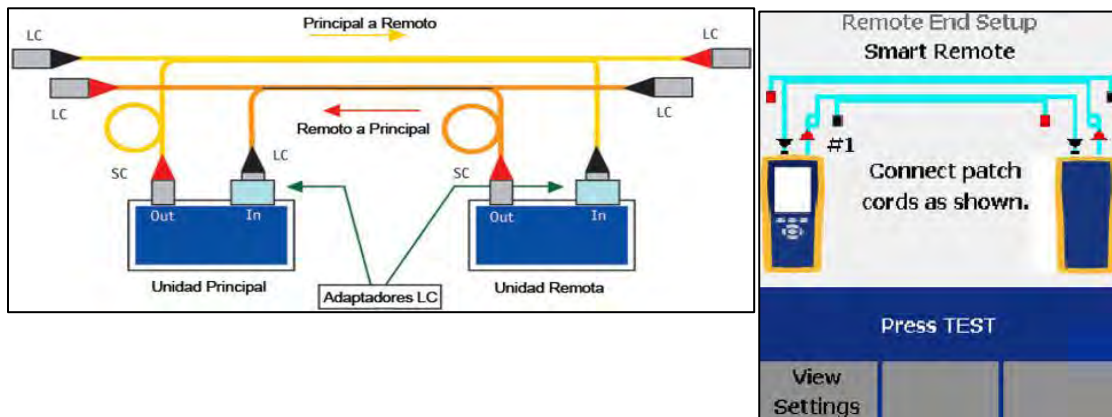 Principal a Remoto
LC
LC
LC
LC
Remoto a Principal
LC
SC
SC
Out
In
Out
In
Unidad Principal
Adaptadores LC
Unidad Remota
Remote End Setup
Smart Remote
#1
Connect patch
cords as shown.
Press TEST
View
Settings